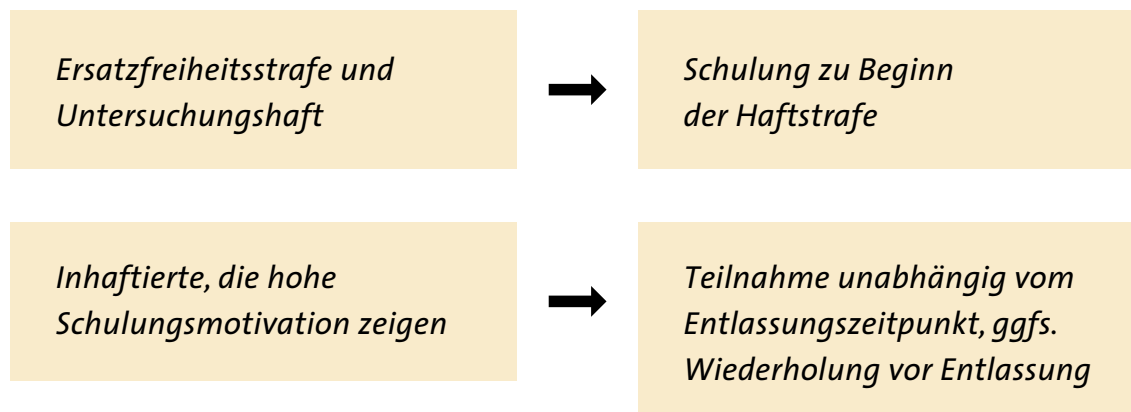 Ersatzfreiheitsstrafe und
Untersuchungshaft
Schulung zu Beginn
der Haftstrafe
Inhaftierte, die hohe
Schulungsmotivation zeigen
Teilnahme unabhängig vom
Entlassungszeitpunkt, ggfs.
Wiederholung vor Entlassung